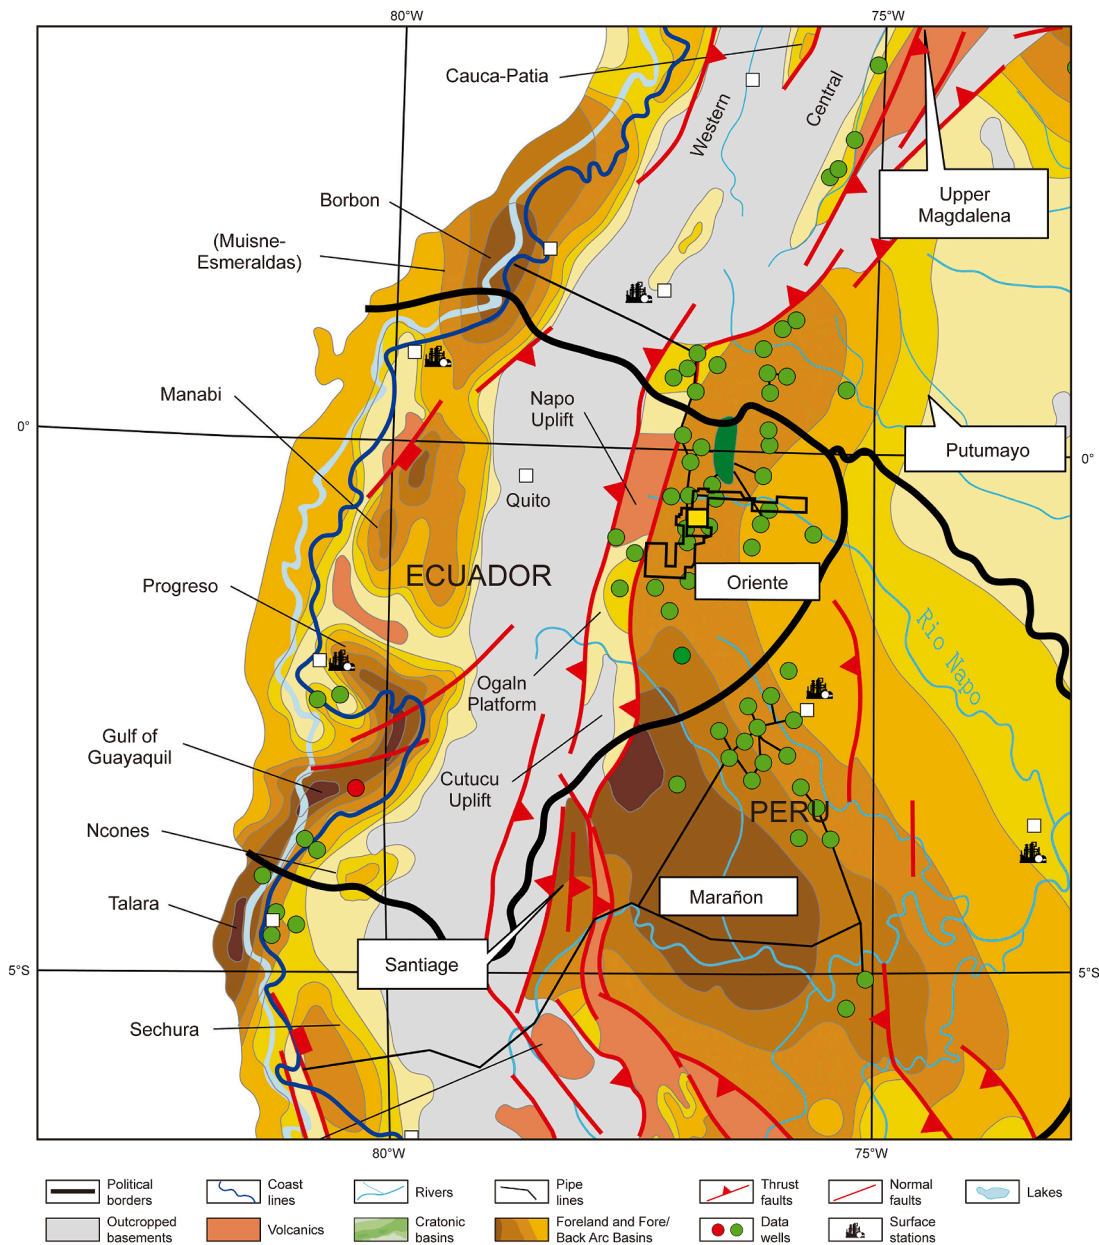 80°W
75°W
Cauca-Patia
Western
Central
Upper
Magdalena
Borbon
(Muisne-
Esmeraldas)
Manabi
Napo
Uplift
0°
Putumayo
0°
Quito
Progreso
ECUADOR
Oriente
Rio Napo
Ogaln
Platform
Gulf of
Guayaquil
Cutucu
Uplift
PERU
Ncones
Marañon
Talara
Santiage
5°S
5°S
Sechura
80°W
75°W
Political
borders
Coast
lines
Rivers
Pipe
lines
Thrust
faults
Normal
faults
Lakes
Outcropped
basements
Volcanics
Cratonic
basins
Foreland and Fore/
Back Arc Basins
Data
wells
Surface
stations